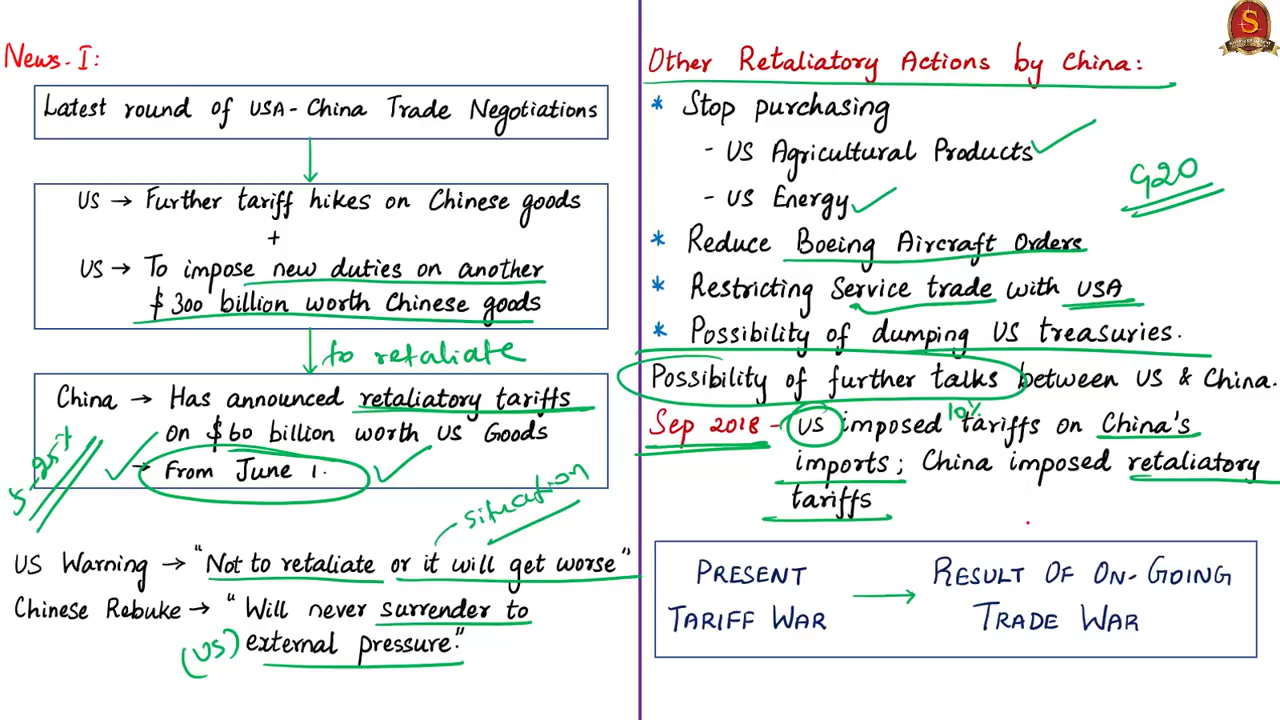 News-I:
Latest round of USA-China Trade Negotiations
US → Further tariff hikes on Chinese goods
+
US → To impose new duties on another
$300 billion worth Chinese goods
to retaliate
China → Has announced retaliatory tariffs
on $60 billion worth US Goods
→ From June 1.
situation
US Warning → "Not to retaliate or it will get worse"
Chinese Rebuke → "Will never surrender to
(US) external pressure."
Other Retaliatory Actions by China:
* Stop purchasing
- US Agricultural Products
- US Energy
G20
* Reduce Boeing Aircraft Orders
* Restricting Service trade with USA
* Possibility of dumping US treasuries.
Possibility of further talks between US & China.
10%
Sep 2018 - US imposed tariffs on China's
imports; China imposed retaliatory
tariffs
PRESENT
TARIFF WAR
→
RESULT OF ON-GOING
TRADE WAR
S